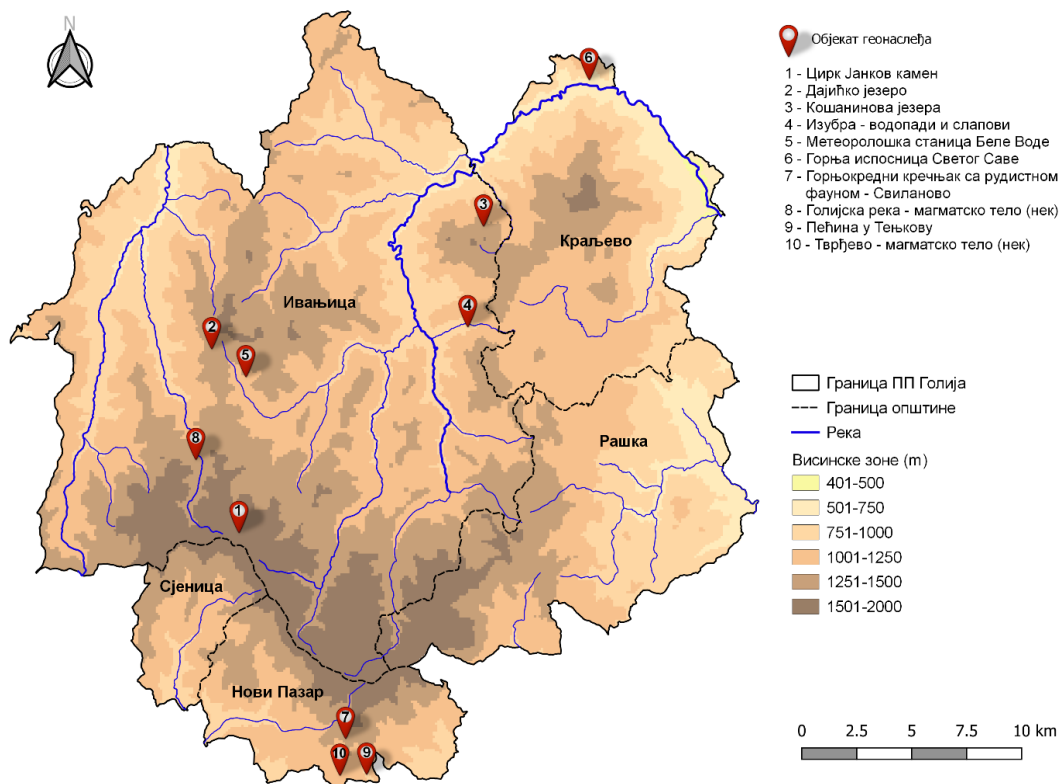 N
Објекат геонаслеђа
1 - Цирк Јанков камен
2 - Дајићко језеро
3 - Кошанинова језера
4 - Изубра - водопади и слапови
5 - Метеоролошка станица Беле Воде
6 - Горња испосница Светог Саве
7 - Горњокредни кречњак са рудистном
фауном - Свиланово
8 - Голијска река - магматско тело (нек)
9 - Пећина у Тењкову
10 - Тврђево - магматско тело (нек)
6
3
Краљево
Ивањица
4
2
5
Рашка
8
1
Сјеница
Нови Пазар
7
10
9
Граница ПП Голија
Граница општине
Река
Висинске зоне (m)
401-500
501-750
751-1000
1001-1250
1251-1500
1501-2000
0 2.5 5 7.5 10 km